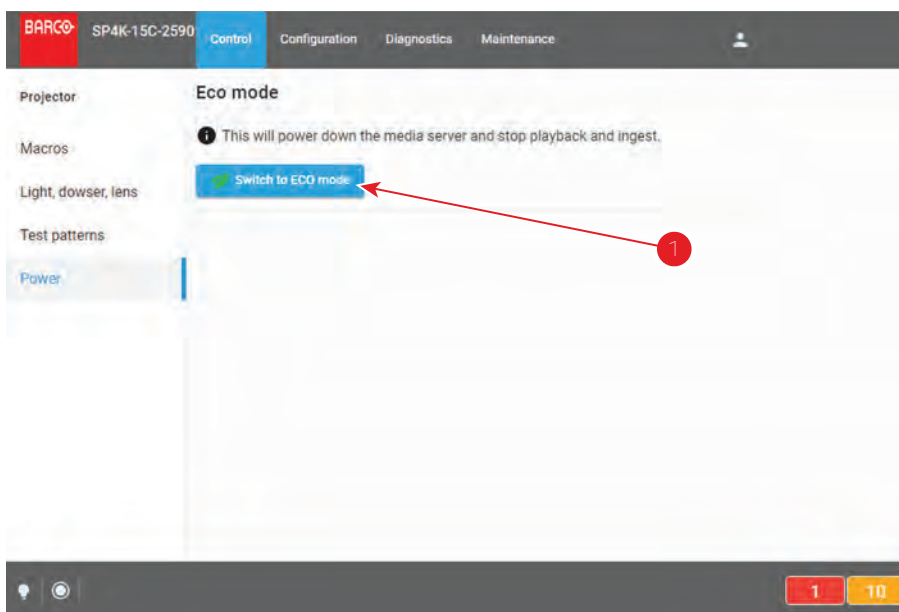 BARCO
SP4K-15C-2590
Control
Configuration
Diagnostics
Maintenance
Projector
Macros
Light, dowser, lens
Test patterns
Power
Eco mode
This will power down the media server and stop playback and ingest.
Switch to ECO mode
1
1
10